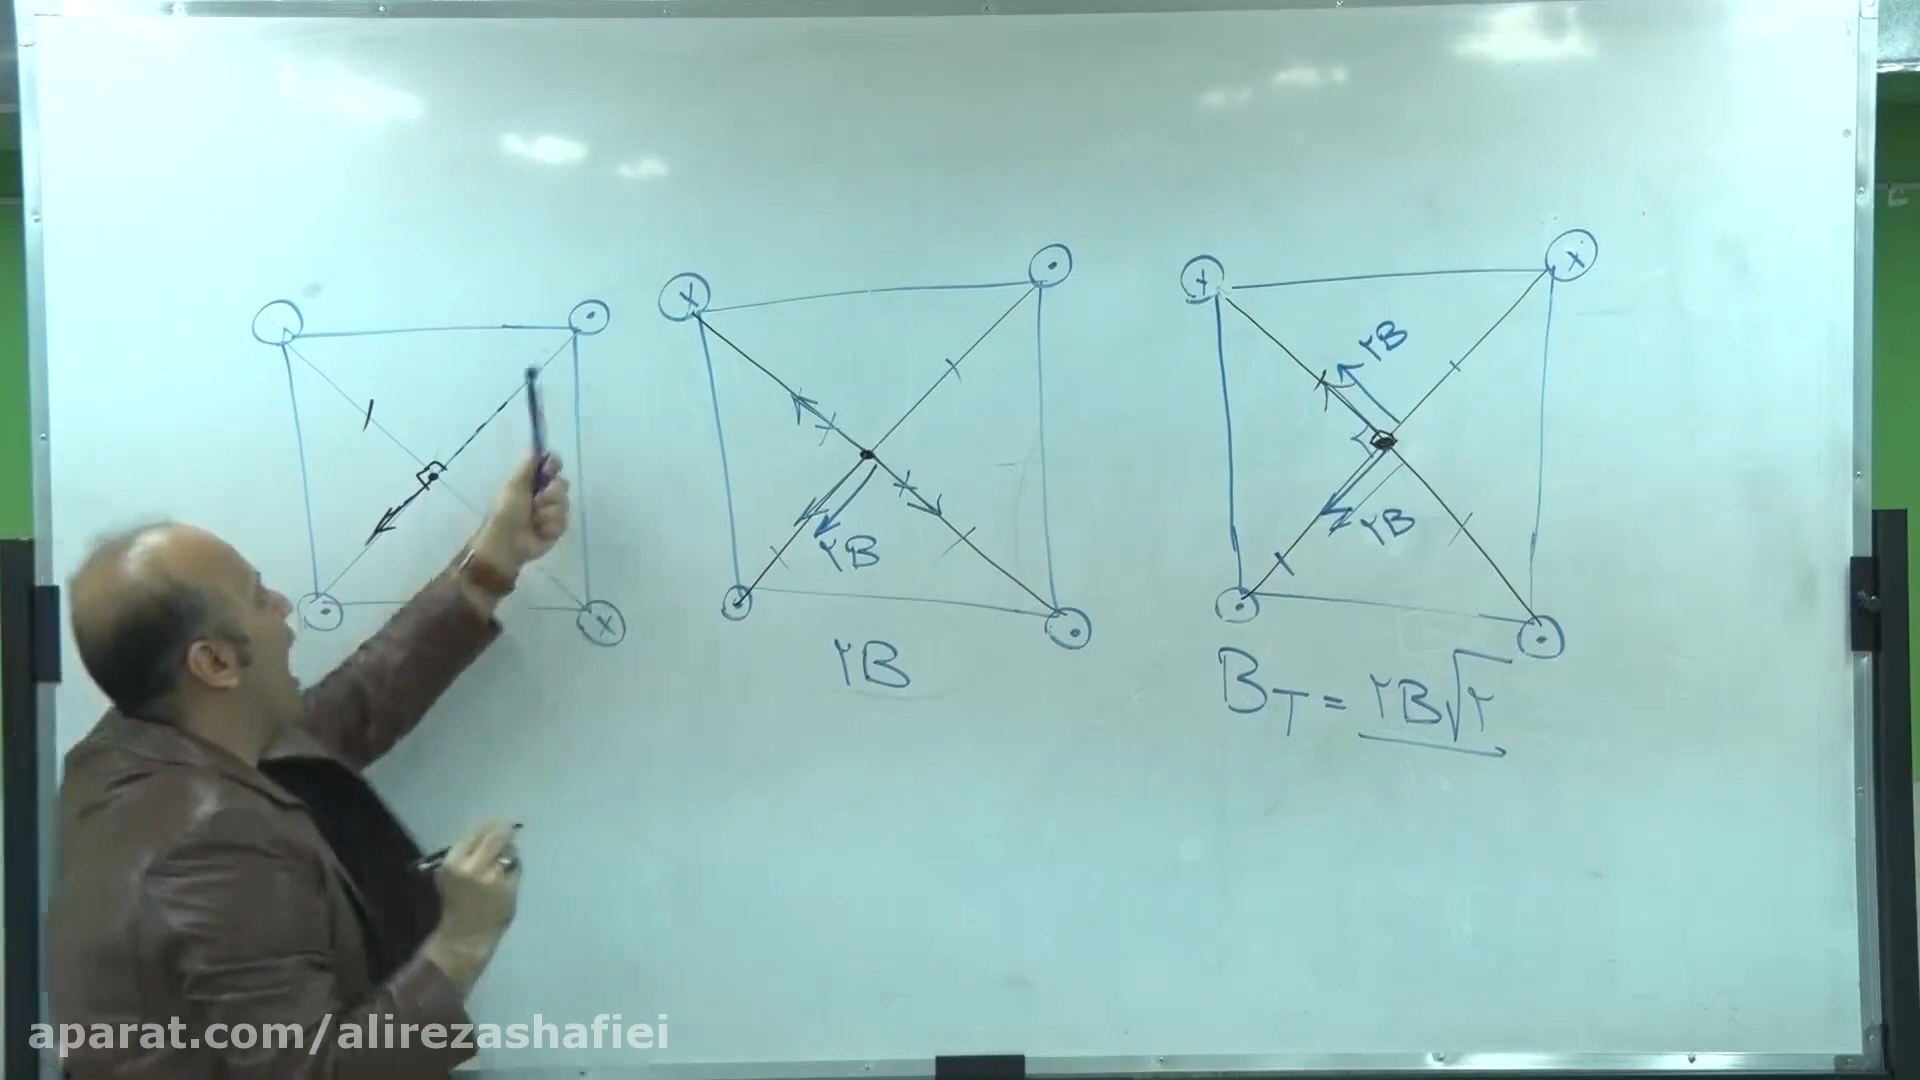 x
x
x
x
۲B
۲B
۲B
۲B
B_T = ۲B√۲
aparat.com/alirezashafiei